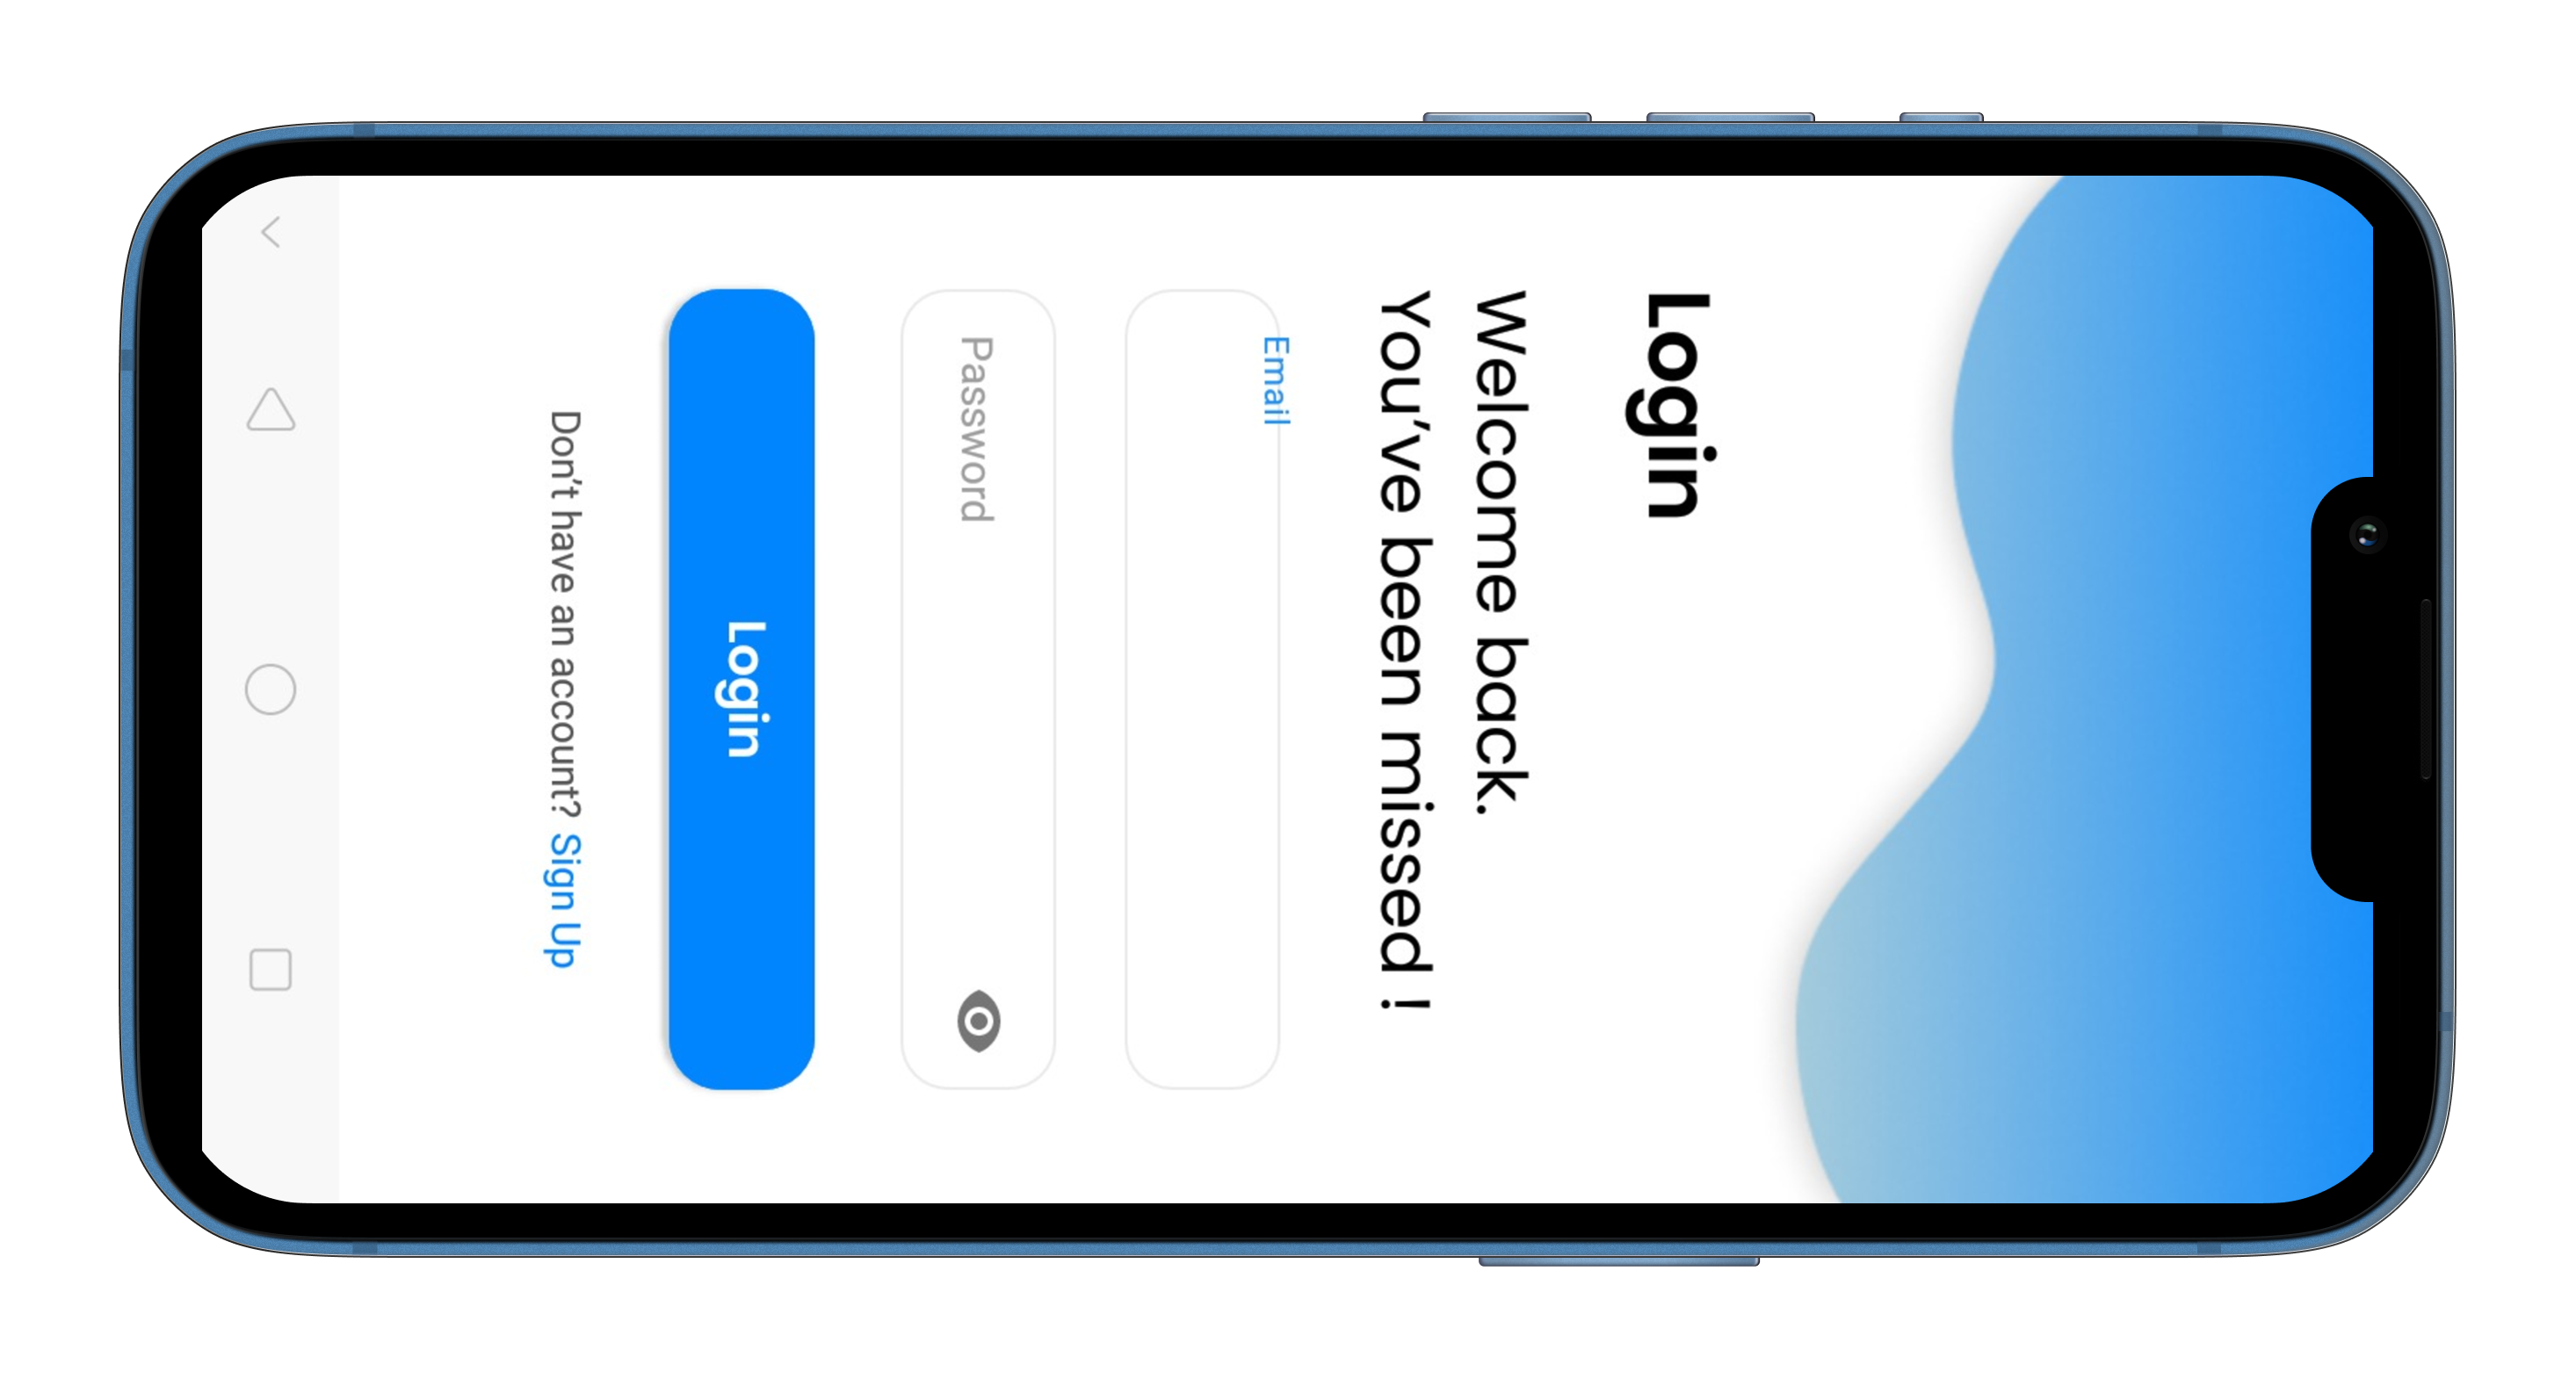 Login
Welcome back.
You've been missed !
Email
Password
Login
Don't have an account? Sign Up